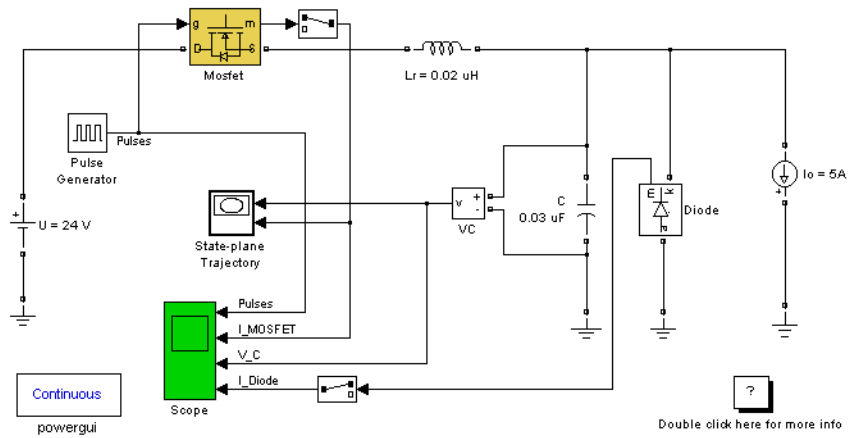 g
m
D
S
Mosfet
Lr = 0.02 uH
Pulses
Pulse
Generator
+
U = 24 V
State-plane
Trajectory
v
+
-
VC
C
0.03 uF
m
k
a
Diode
+
Io = 5A
Pulses
I_MOSFET
V_C
I_Diode
Scope
Continuous
powergui
?
Double click here for more info